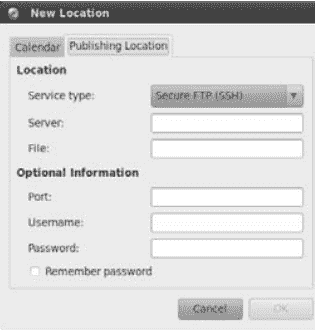 New Location
Calendar Publishing Location
Location
Service type: Secure FTP (SSH)
Server:
File:
Optional Information
Port:
Username:
Password:
Remember password
Cancel OK